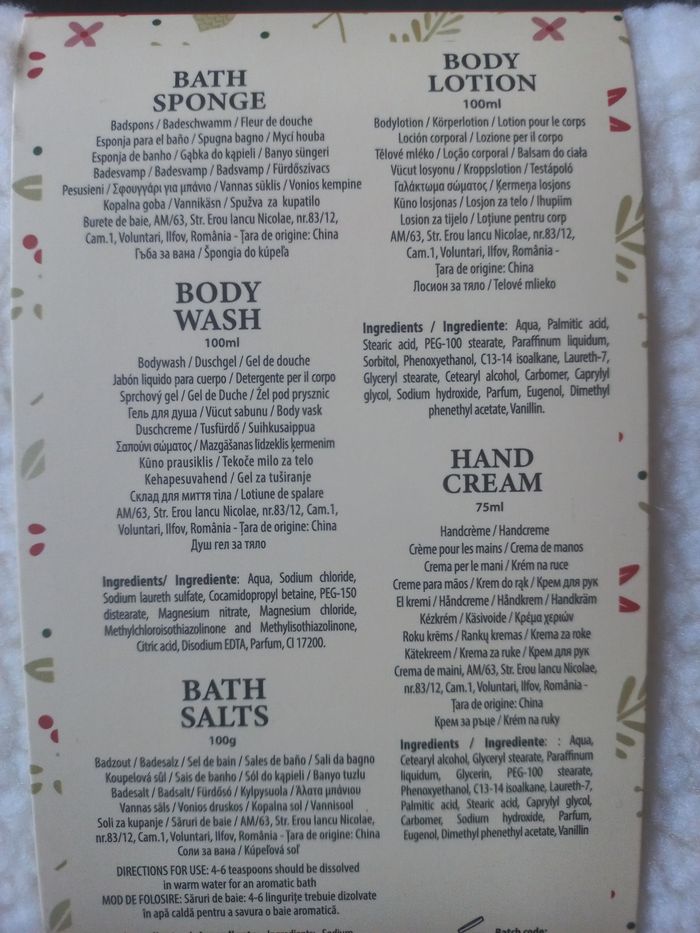 BATH
SPONGE
Badspons / Badeschwamm / Fleur de douche
Esponja para el baño / Spugna bagno / Mycí houba
Esponja de banho / Gąbka do kąpieli / Banyo süngeri
Badesvamp / Badesvamp / Badsvamp / Fürdőszivacs
Pesusieni / Σφουγγάρι για μπάνιο / Vannas sūklis / Vonios kempine
Kopalna goba / Vannikäsn / Spužva za kupatilo
Burete de baie, AM/63, Str. Erou Iancu Nicolae, nr.83/12,
Cam.1, Voluntari, Ilfov, România - Țara de origine: China
Гъба за вана / Špongia do kúpeľa
BODY
WASH
100ml
Bodywash / Duschgel / Gel de douche
Jabón liquido para cuerpo / Detergente per il corpo
Sprchový gel / Gel de Duche / Żel pod prysznic
Гель для душа / Vücut sabunu / Body vask
Duschcreme / Tusfürdő / Suihkusaippua
Σαπούνι σώματος / Mazgāšanas līdzeklis ķermenim
Kūno prausiklis / Tekoče milo za telo
Kehapesuvahend / Gel za tuširanje
Склад для миття тіла / Lotiune de spalare
AM/63, Str. Erou Iancu Nicolae, nr.83/12, Cam.1,
Voluntari, Ilfov, România - Țara de origine: China
Душ гел за тяло
Ingredients/ Ingrediente: Aqua, Sodium chloride,
Sodium laureth sulfate, Cocamidopropyl betaine, PEG-150
distearate, Magnesium nitrate, Magnesium chloride,
Methylchloroisothiazolinone and Methylisothiazolinone,
Citric acid, Disodium EDTA, Parfum, CI 17200.
BATH
SALTS
100g
Badzout / Badesalz / Sel de bain / Sales de baño / Sali da bagno
Koupelová sůl / Sais de banho / Sól do kąpieli / Banyo tuzlu
Badesalt / Badsalt / Fürdősó / Kylpysuola / Άλατα μπάνιου
Vannas sāls / Vonios druskos / Kopalna sol / Vannisool
Soli za kupanje / Săruri de baie / AM/63, Str. Erou Iancu Nicolae,
nr.83/12, Cam.1, Voluntari, Ilfov, România - Țara de origine: China
Соли за вана / Kúpeľová soľ
DIRECTIONS FOR USE: 4-6 teaspoons should be dissolved
in warm water for an aromatic bath
MOD DE FOLOSIRE: Săruri de baie: 4-6 lingurițe trebuie dizolvate
în apă caldă pentru a savura o baie aromatică.
BODY
LOTION
100ml
Bodylotion / Körperlotion / Lotion pour le corps
Loción corporal / Lozione per il corpo
Tělové mléko / Loção corporal / Balsam do ciała
Vücut losyonu / Kroppslotion / Testápoló
Γαλάκτωμα σώματος / Ķermeņa losjons
Kūno losjonas / Losjon za telo / Ihupiim
Losion za tijelo / Loțiune pentru corp
AM/63, Str. Erou Iancu Nicolae, nr.83/12,
Cam.1, Voluntari, Ilfov, România -
Țara de origine: China
Лосион за тяло / Telové mlieko
Ingredients / Ingrediente: Aqua, Palmitic acid,
Stearic acid, PEG-100 stearate, Paraffinum liquidum,
Sorbitol, Phenoxyethanol, C13-14 isoalkane, Laureth-7,
Glyceryl stearate, Cetearyl alcohol, Carbomer, Caprylyl
glycol, Sodium hydroxide, Parfum, Eugenol, Dimethyl
phenethyl acetate, Vanillin.
HAND
CREAM
75ml
Handcrème / Handcreme
Crème pour les mains / Crema de manos
Crema per le mani / Krém na ruce
Creme para mãos / Krem do rąk / Крем для рук
El kremi / Håndcreme / Håndkrem / Handkräm
Kézkrém / Käsivoide / Κρέμα χεριών
Roku krēms / Rankų kremas / Krema za roke
Kätekreem / Krema za ruke / Крем для рук
Crema de maini, AM/63, Str. Erou Iancu Nicolae,
nr.83/12, Cam.1, Voluntari, Ilfov, România -
Țara de origine: China
Крем за ръце / Krém na ruky
Ingredients / Ingrediente: : Aqua,
Cetearyl alcohol, Glyceryl stearate, Paraffinum
liquidum, Glycerin, PEG-100 stearate,
Phenoxyethanol, C13-14 isoalkane, Laureth-7,
Palmitic acid, Stearic acid, Caprylyl glycol,
Carbomer, Sodium hydroxide, Parfum,
Eugenol, Dimethyl phenethyl acetate, Vanillin
Batch code: